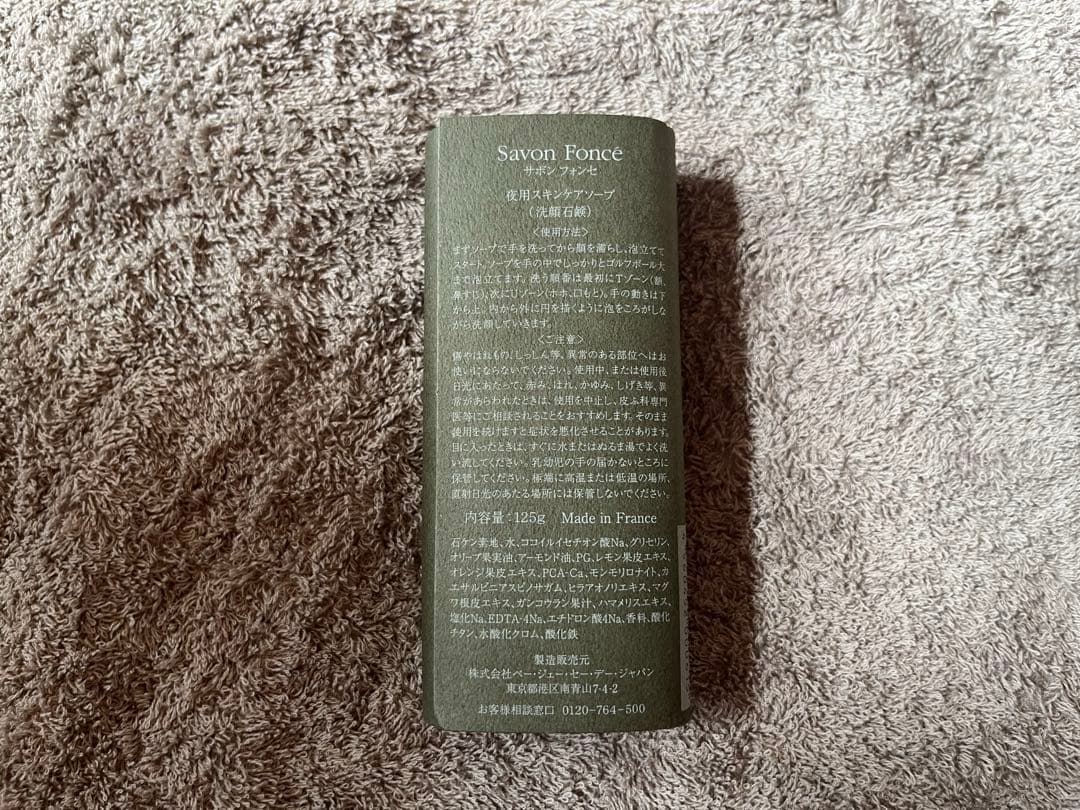 Savon Foncé
サボン フォンセ
夜用スキンケアソープ
(洗顔石鹸)
<使用方法>
まずソープで手を洗ってから顔を濡らし、泡立てて
スタート。ソープを手の中でしっかりとゴルフボール大
まで泡立てます。洗う順番は最初にTゾーン(額、
鼻すじ)、次にUゾーン(ホホ、口もと)。手の動きは下
から上。内から外に円を描くように泡をころがしな
がら洗顔していきます。
<ご注意>
傷やはれもの、しっしん等、異常のある部位へはお
使いにならないでください。使用中、または使用後
日光にあたって、赤み、はれ、かゆみ、しげき等、異
常があらわれたときは、使用を中止し、皮ふ科専門
医等にご相談されることをおすすめします。そのまま
使用を続けますと症状を悪化させることがあります。
目に入ったときは、すぐに水またはぬるま湯でよく洗
い流してください。乳幼児の手の届かないところに
保管してください。極端に高温または低温の場所、
直射日光のあたる場所には保管しないでください。
内容量:125g Made in France
石ケン素地、水、ココイルイセチオン酸Na、グリセリン、
オリーブ果実油、アーモンド油、PG、レモン果皮エキス、
オレンジ果皮エキス、PCA-Ca、モンモリロナイト、カ
エサルピニアスピノサガム、ヒラアオノリエキス、マグ
ワ根皮エキス、ガンコウラン果汁、ハマメリスエキス、
塩化Na、EDTA-4Na、エチドロン酸4Na、香料、酸化
チタン、水酸化クロム、酸化鉄
製造販売元
株式会社ベー・ジェー・セー・デー・ジャパン
東京都港区南青山7-4-2
お客様相談窓口 0120-764-500